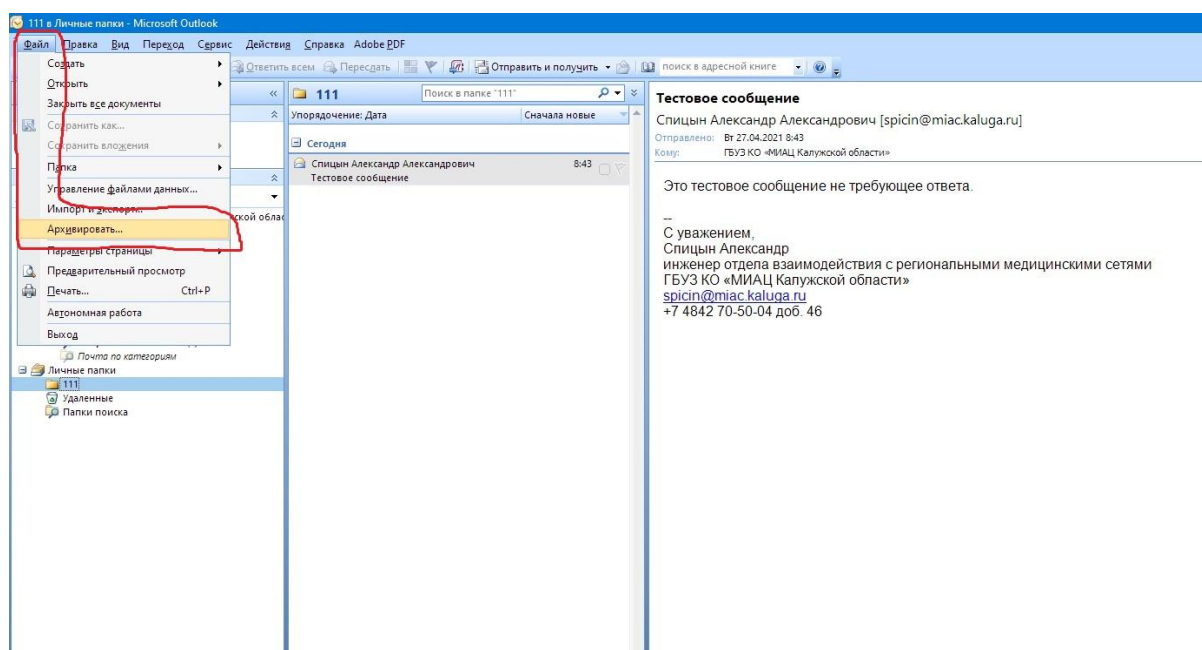 111 в Личные папки - Microsoft Outlook
Файл Правка Вид Переход Сервис Действия Справка Adobe PDF
Ответить всем Переслать Отправить и получить поиск в адресной книге
Создать
Открыть
Закрыть все документы
Сохранить как...
Сохранить вложения
Папка
Управление файлами данных...
Импорт и экспорт...
Архивировать...
Параметры страницы
Предварительный просмотр
Печать... Ctrl+P
Автономная работа
Выход
Почта по категориям
Личные папки
111
Удаленные
Папки поиска
111 Поиск в папке "111"
Упорядочение: Дата Сначала новые
Сегодня
Спицын Александр Александрович 8:43
Тестовое сообщение
Тестовое сообщение
Спицын Александр Александрович [spicin@miac.kaluga.ru]
Отправлено: Вт 27.04.2021 8:43
Кому: ГБУЗ КО «МИАЦ Калужской области»
Это тестовое сообщение не требующее ответа.
--
С уважением,
Спицын Александр
инженер отдела взаимодействия с региональными медицинскими сетями
ГБУЗ КО «МИАЦ Калужской области»
spicin@miac.kaluga.ru
+7 4842 70-50-04 доб. 46